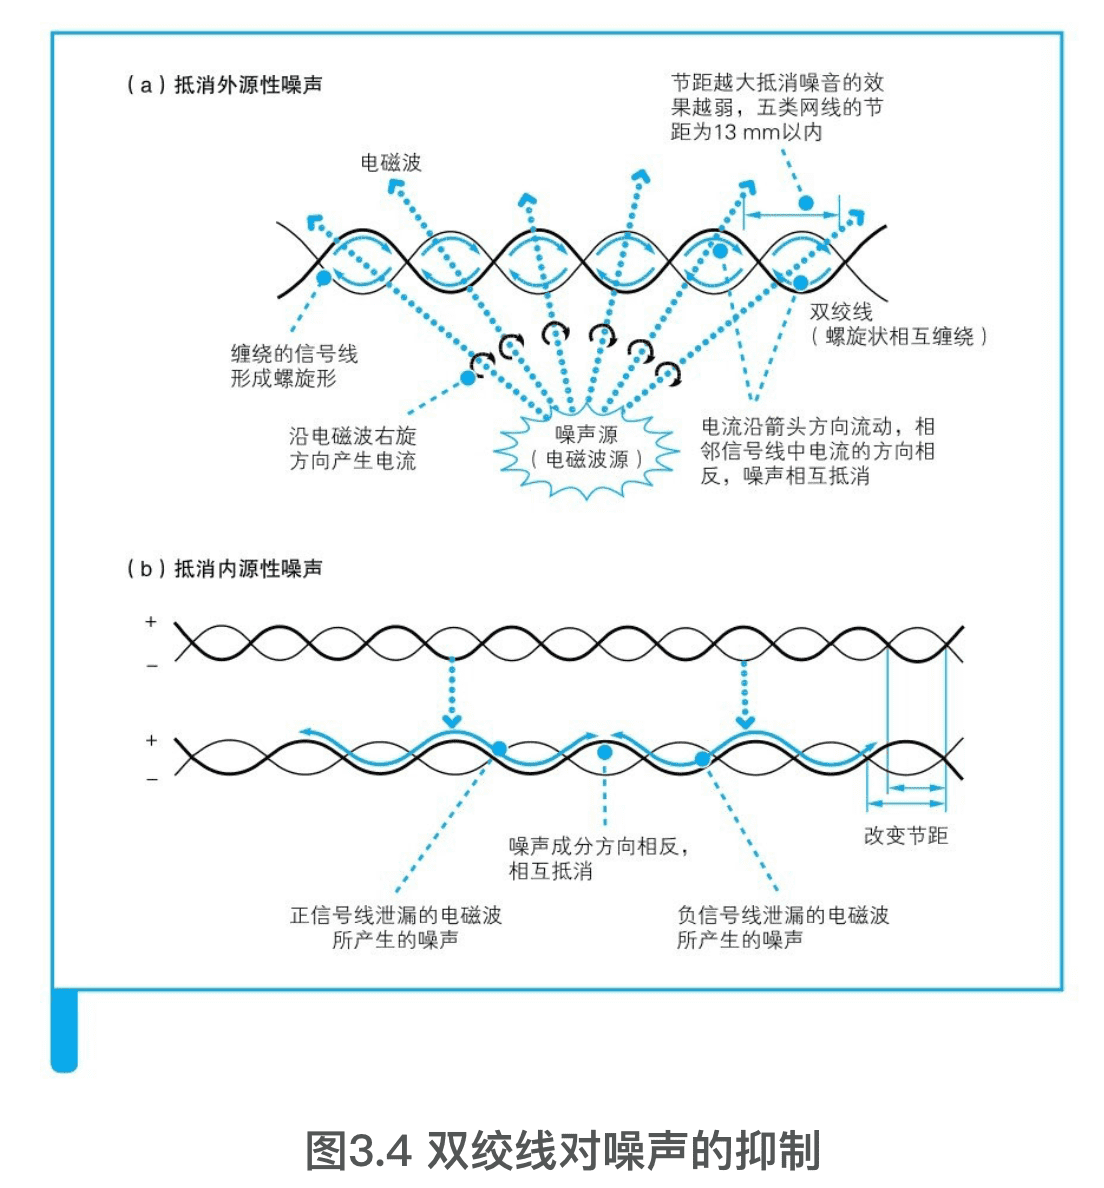 （a）抵消外源性噪声
节距越大抵消噪音的效
果越弱，五类网线的节
距为13 mm以内
电磁波
双绞线
（螺旋状相互缠绕）
缠绕的信号线
形成螺旋形
沿电磁波右旋
方向产生电流
噪声源
（电磁波源）
电流沿箭头方向流动，相
邻信号线中电流的方向相
反，噪声相互抵消
（b）抵消内源性噪声
+
−
+
−
改变节距
噪声成分方向相反，
相互抵消
正信号线泄漏的电磁波
所产生的噪声
负信号线泄漏的电磁波
所产生的噪声
图3.4 双绞线对噪声的抑制